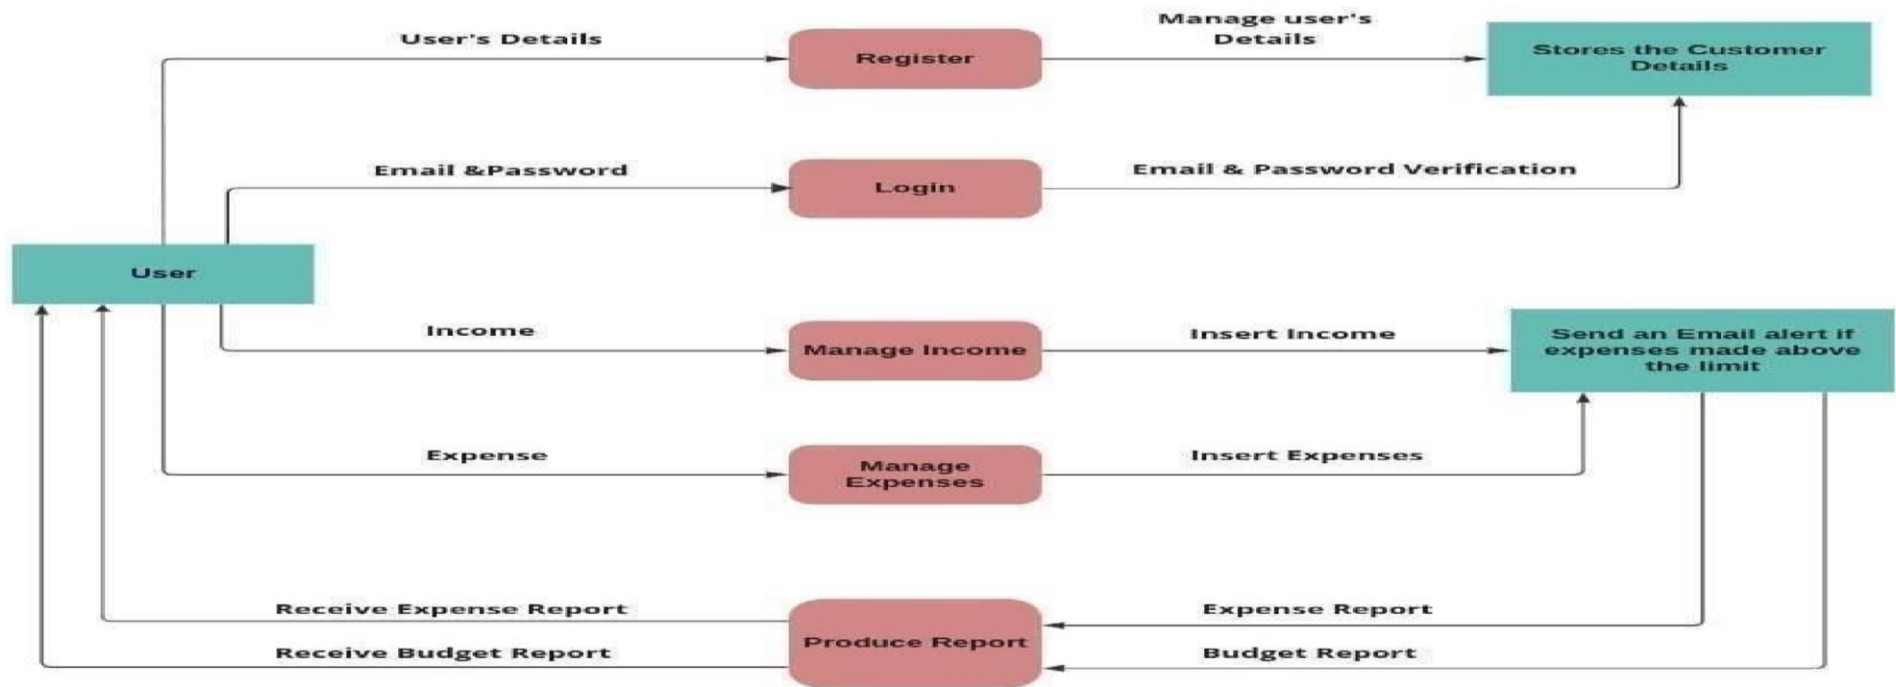 User's Details
Register
Manage user's
Details
Stores the Customer
Details
Email &Password
Login
Email & Password Verification
User
Income
Manage Income
Insert Income
Send an Email alert if
expenses made above
the limit
Expense
Manage
Expenses
Insert Expenses
Receive Expense Report
Produce Report
Expense Report
Receive Budget Report
Budget Report